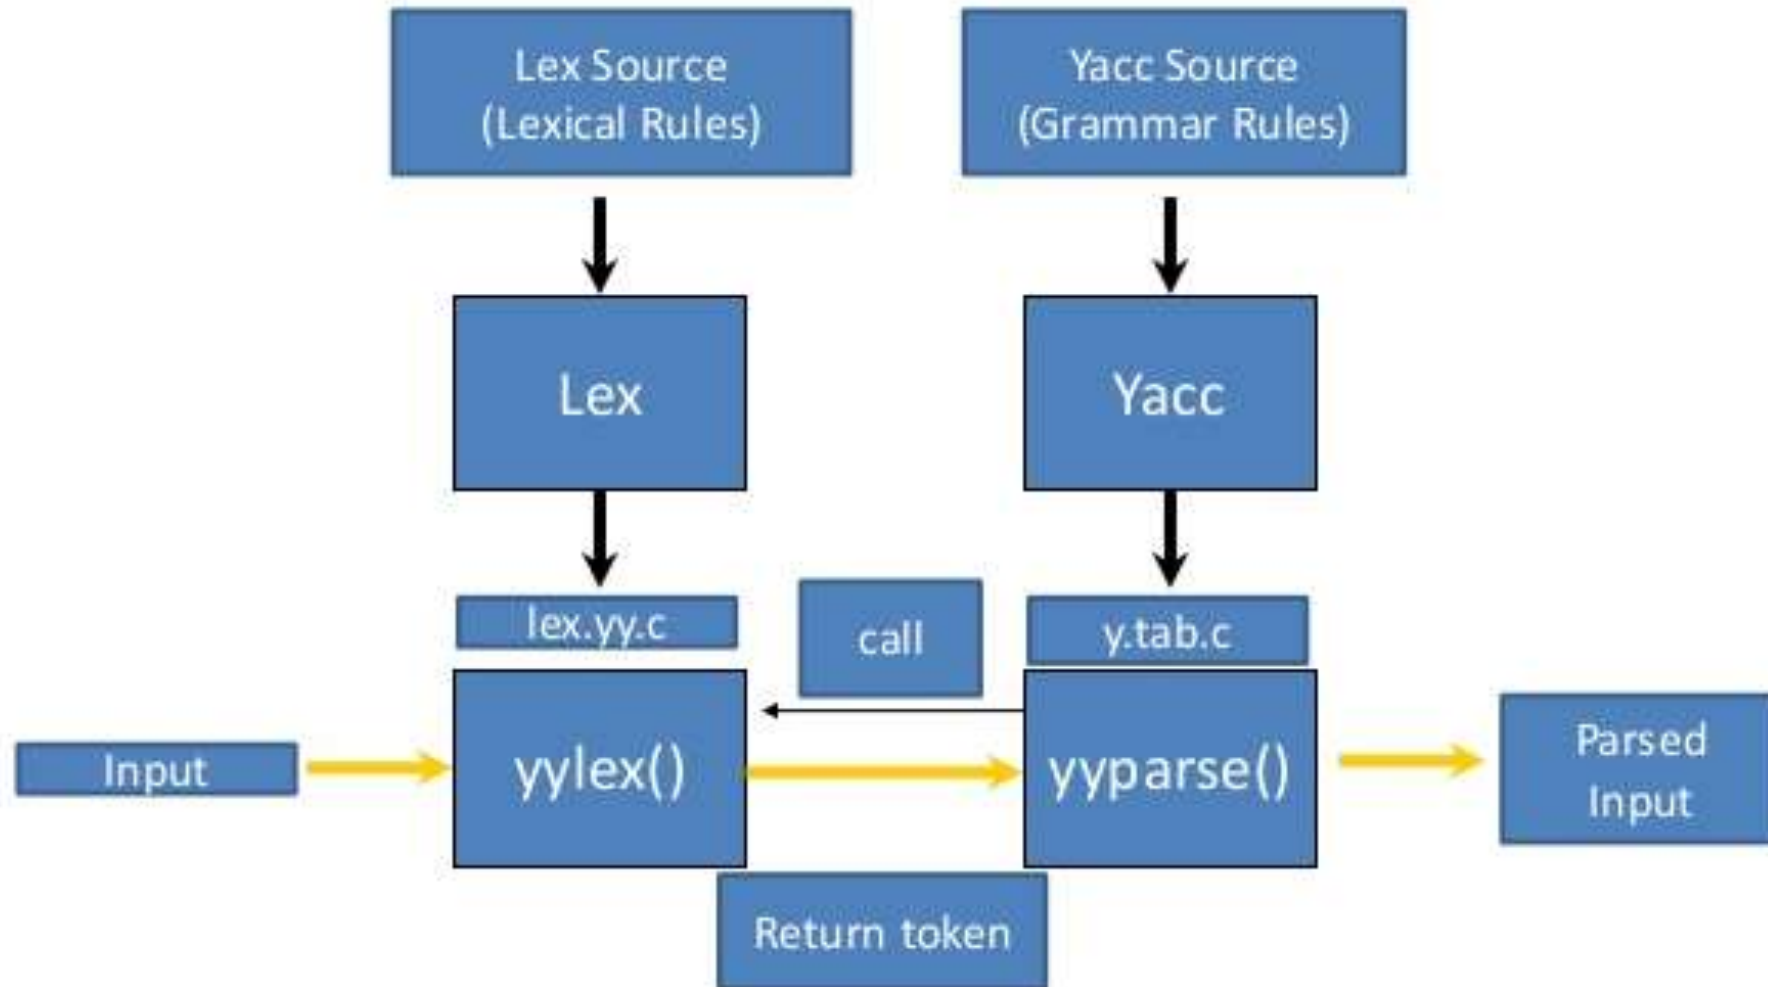 Lex Source
(Lexical Rules)
Yacc Source
(Grammar Rules)
Lex
Yacc
lex.yy.c
call
y.tab.c
Input
yylex()
yyparse()
Parsed
Input
Return token